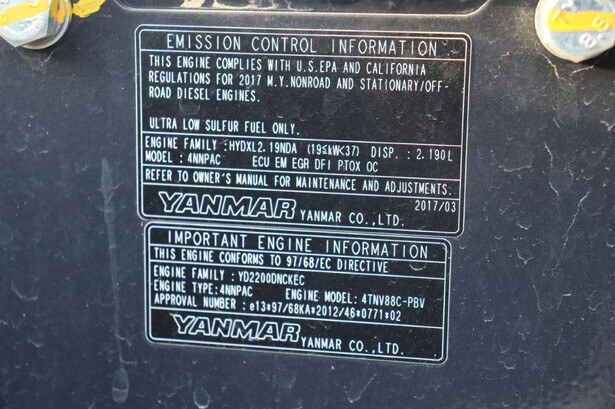 EMISSION CONTROL INFORMATION
THIS ENGINE COMPLIES WITH U.S.EPA AND CALIFORNIA
REGULATIONS FOR 2017 M.Y.NONROAD AND STATIONARY/OFF-
ROAD DIESEL ENGINES.
ULTRA LOW SULFUR FUEL ONLY.
ENGINE FAMILY:HYDXL2.19NDA (19≤kW<37) DISP.:2.190L
MODEL:4NNPAC ECU EM EGR DFI PTOX OC
REFER TO OWNER'S MANUAL FOR MAINTENANCE AND ADJUSTMENTS.
2017/03
YANMAR YANMAR CO.,LTD.
IMPORTANT ENGINE INFORMATION
THIS ENGINE CONFORMS TO 97/68/EC DIRECTIVE
ENGINE FAMILY:YD2200DNCKEC
ENGINE TYPE:4NNPAC ENGINE MODEL:4TNV88C-PBV
APPROVAL NUMBER:e13*97/68KA*2012/46*0771*02
YANMAR YANMAR CO.,LTD.